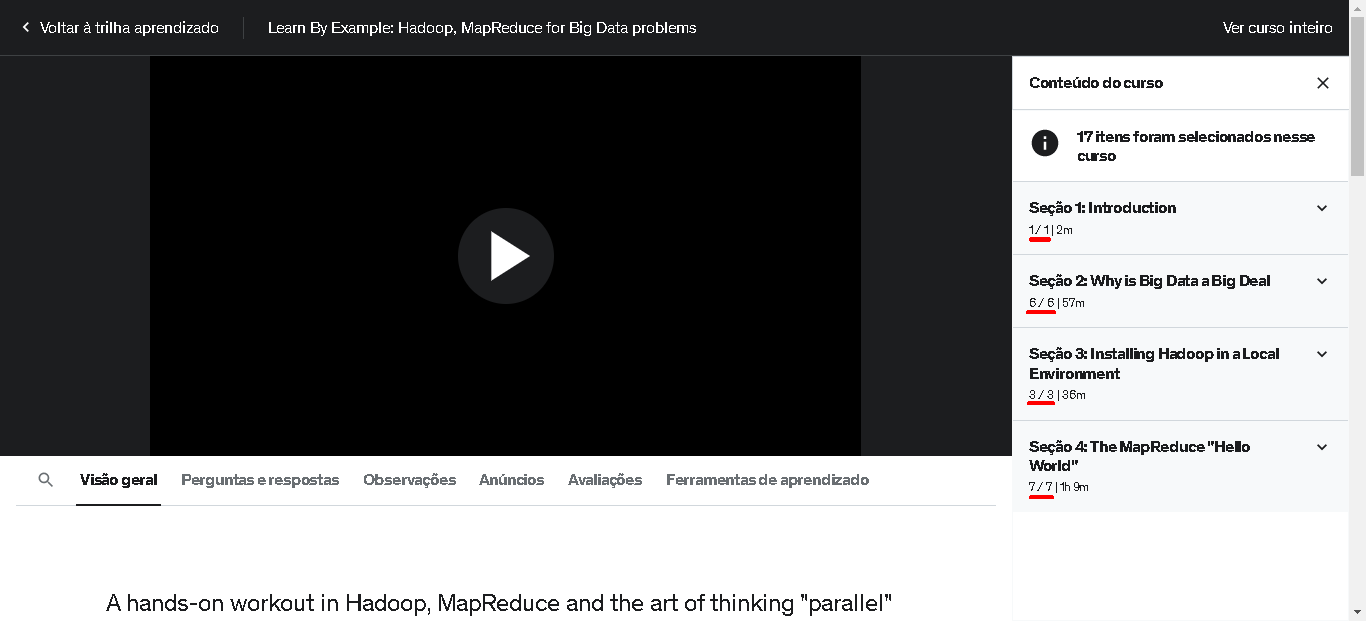 Voltar à trilha aprendizado
Learn By Example: Hadoop, MapReduce for Big Data problems
Ver curso inteiro
Conteúdo do curso
17 itens foram selecionados nesse
curso
Seção 1: Introduction
1 / 1 | 2m
Seção 2: Why is Big Data a Big Deal
6 / 6 | 57m
Seção 3: Installing Hadoop in a Local
Environment
3 / 3 | 36m
Seção 4: The MapReduce "Hello
World"
7 / 7 | 1h 9m
Visão geral
Perguntas e respostas
Observações
Anúncios
Avaliações
Ferramentas de aprendizado
A hands-on workout in Hadoop, MapReduce and the art of thinking "parallel"